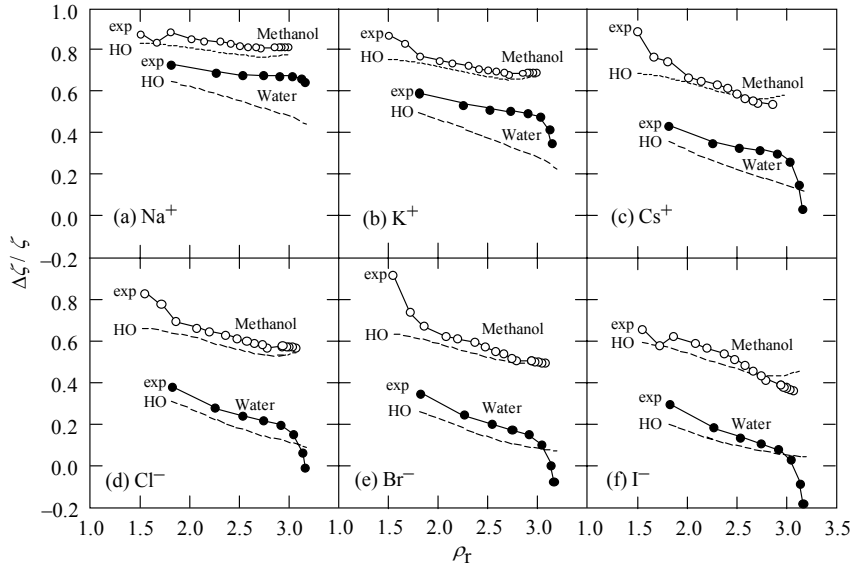 1.0
0.8
0.6
0.4
0.2
0.0
−0.2
0.8
0.6
0.4
0.2
0.0
−0.2
Δζ / ζ
exp
HO
Methanol
exp
HO
Water
(a) Na⁺
exp
HO
Methanol
exp
HO
Water
(b) K⁺
exp
HO
Methanol
exp
HO
Water
(c) Cs⁺
exp
HO
Methanol
exp
HO
Water
(d) Cl⁻
exp
HO
Methanol
exp
HO
Water
(e) Br⁻
exp
HO
Methanol
exp
HO
Water
(f) I⁻
1.0 1.5 2.0 2.5 3.0 1.0 1.5 2.0 2.5 3.0 1.0 1.5 2.0 2.5 3.0 3.5
ρr